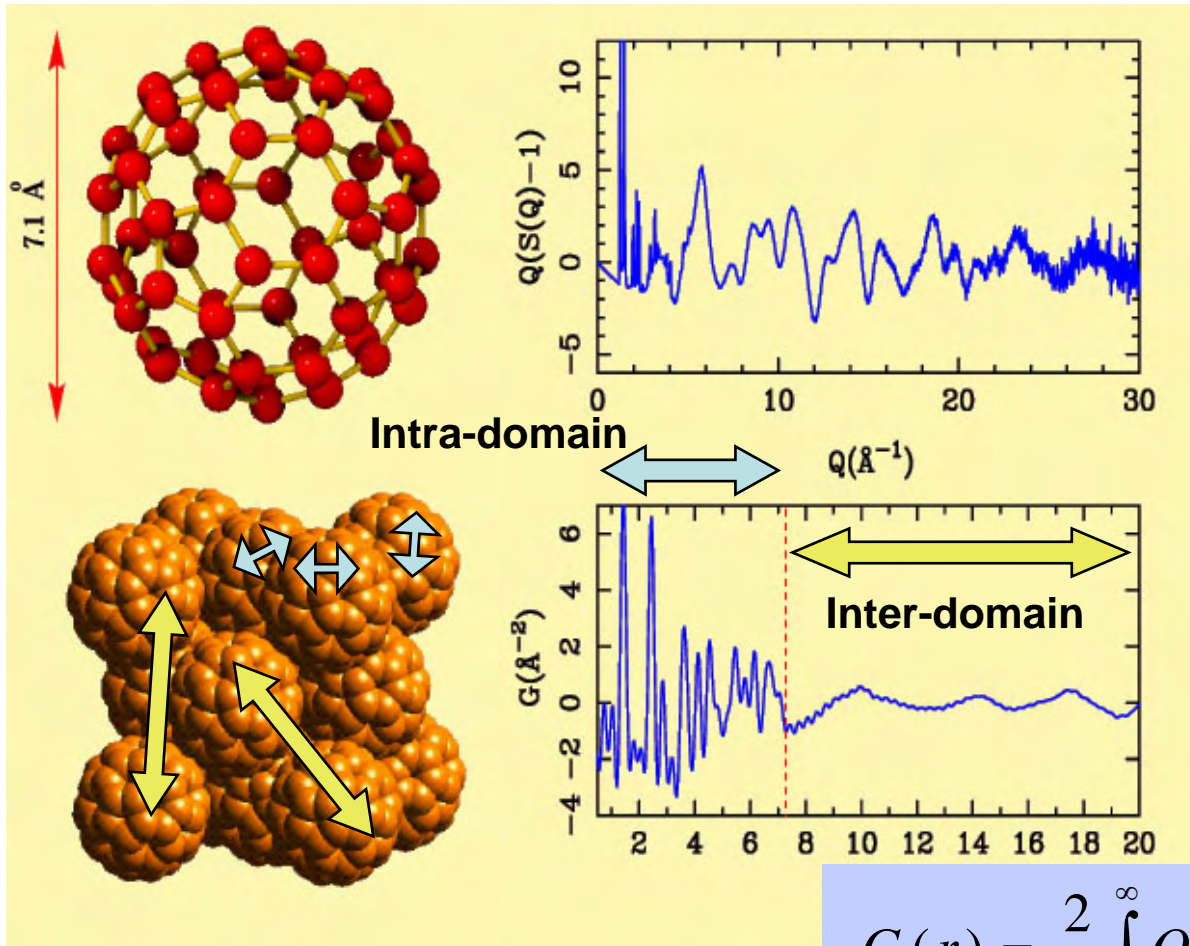 7.1 Å
10
5
0
−5
Q(S(Q)−1)
0 10 20 30
Q(Å⁻¹)
Intra-domain
6
4
2
0
−2
−4
G(Å⁻²)
Inter-domain
2 4 6 8 10 12 14 16 18 20
G(r) = 2 ∫ ∞